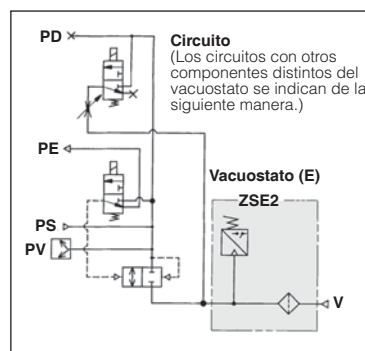 PD
Circuito
(Los circuitos con otros
componentes distintos del
vacuostato se indican de la
siguiente manera.)
PE
Vacuostato (E)
ZSE2
PS
PV
V